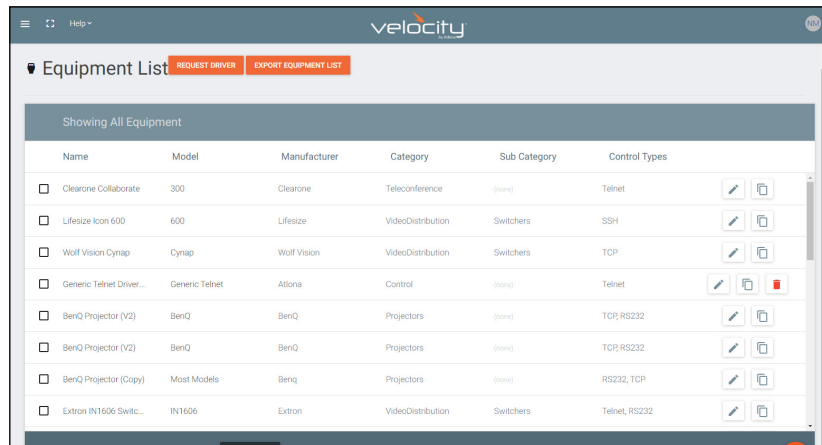 Help
velocity
NM
Equipment List REQUEST DRIVER EXPORT EQUIPMENT LIST
Showing All Equipment
Name Model Manufacturer Category Sub Category Control Types
Clearone Collaborate 300 Clearone Teleconference (none) Telnet
Lifesize Icon 600 600 Lifesize VideoDistribution Switchers SSH
Wolf Vision Cynap Cynap Wolf Vision VideoDistribution Switchers TCP
Generic Telnet Driver... Generic Telnet Atlona Control (none) Telnet
BenQ Projector (V2) BenQ BenQ Projectors (none) TCP, RS232
BenQ Projector (V2) BenQ BenQ Projectors (none) TCP, RS232
BenQ Projector (Copy) Most Models Benq Projectors (none) RS232, TCP
Extron IN1606 Switc... IN1606 Extron VideoDistribution Switchers Telnet, RS232